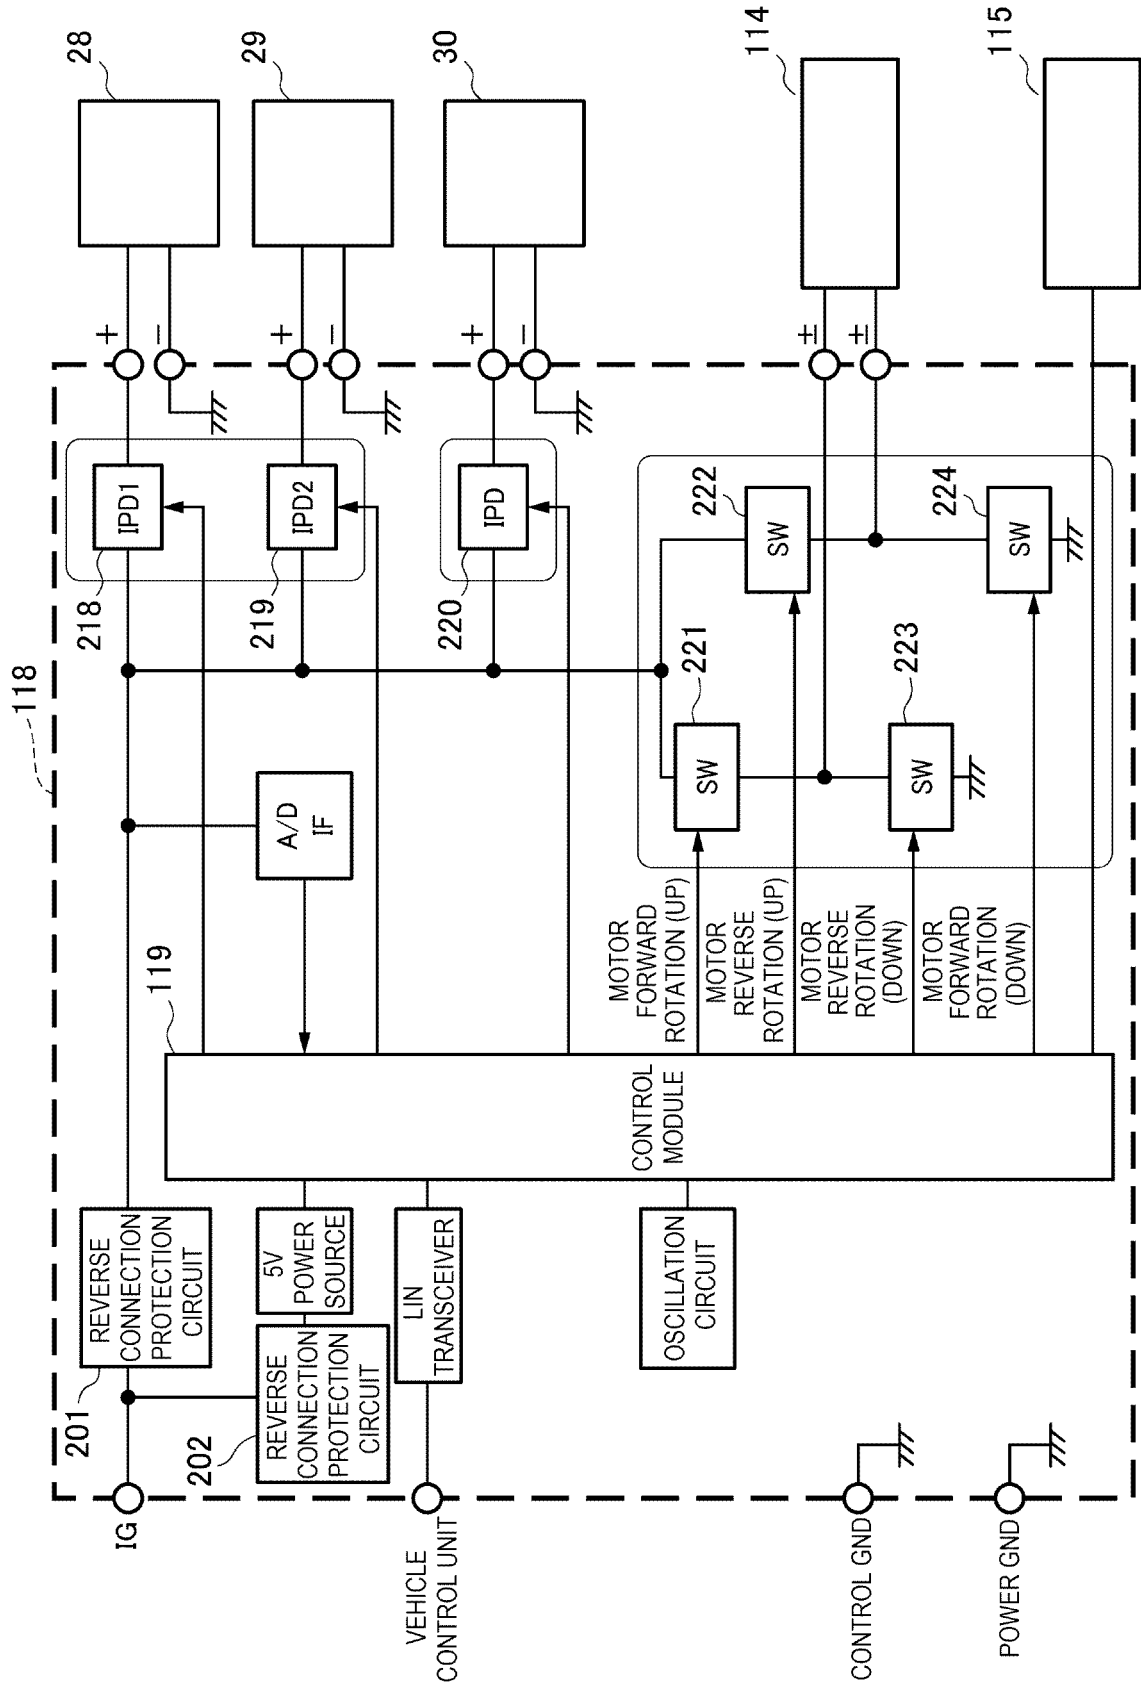 118
IG
201
REVERSE
CONNECTION
PROTECTION
CIRCUIT
202
REVERSE
CONNECTION
PROTECTION
CIRCUIT
5V
POWER
SOURCE
VEHICLE
CONTROL UNIT
LIN
TRANSCEIVER
OSCILLATION
CIRCUIT
CONTROL GND
POWER GND
119
CONTROL
MODULE
A/D
IF
218
IPD1
219
IPD2
220
IPD
+
−
+
−
+
−
±
±
28
29
30
114
115
MOTOR
FORWARD
ROTATION (UP)
MOTOR
REVERSE
ROTATION (UP)
MOTOR
REVERSE
ROTATION
(DOWN)
MOTOR
FORWARD
ROTATION
(DOWN)
221
SW
222
SW
223
SW
224
SW